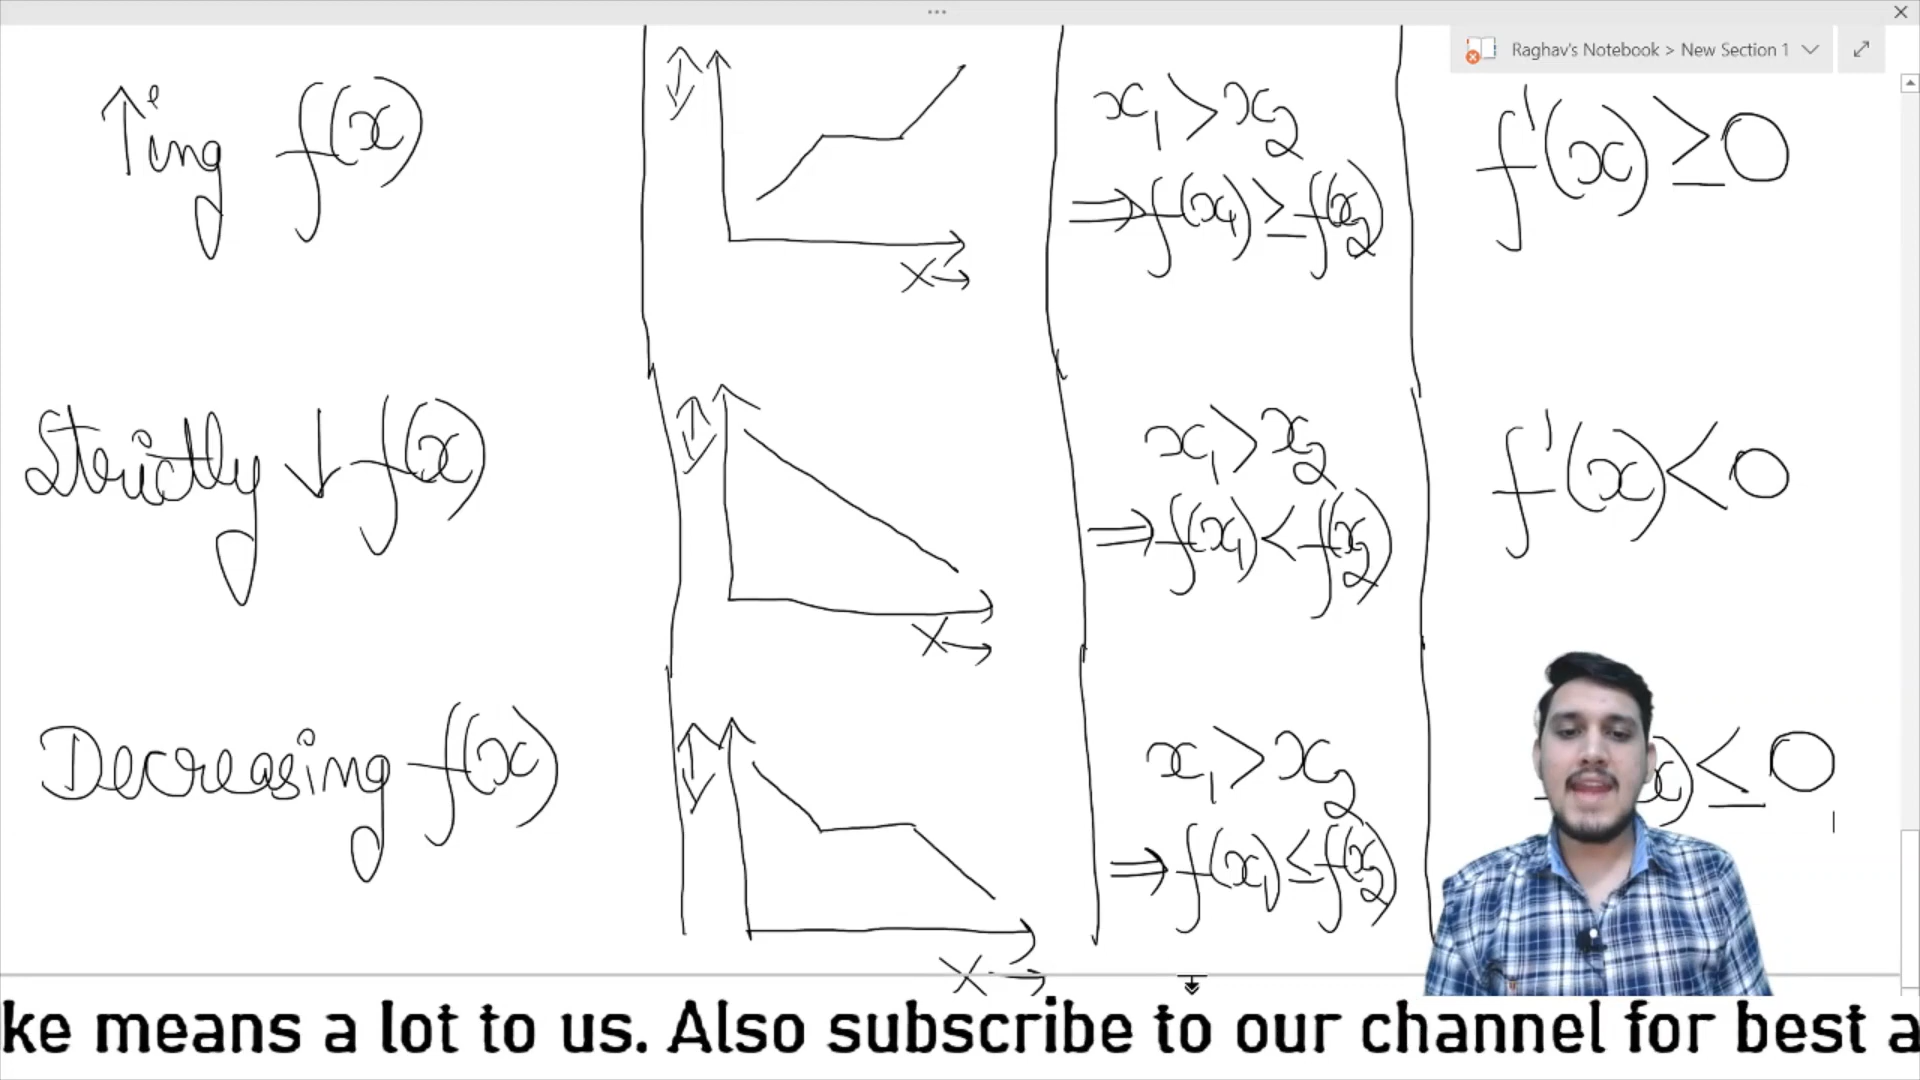 Raghav's Notebook > New Section 1
↑ing f(x)
Y
X→
x₁ > x₂
⇒ f(x₁) ≥ f(x₂)
f'(x) ≥ 0
Strictly ↓ f(x)
Y
X→
x₁ > x₂
⇒ f(x₁) < f(x₂)
f'(x) < 0
Decreasing f(x)
Y
X→
x₁ > x₂
⇒ f(x₁) ≤ f(x₂)
(x) ≤ 0
ke means a lot to us. Also subscribe to our channel for best a